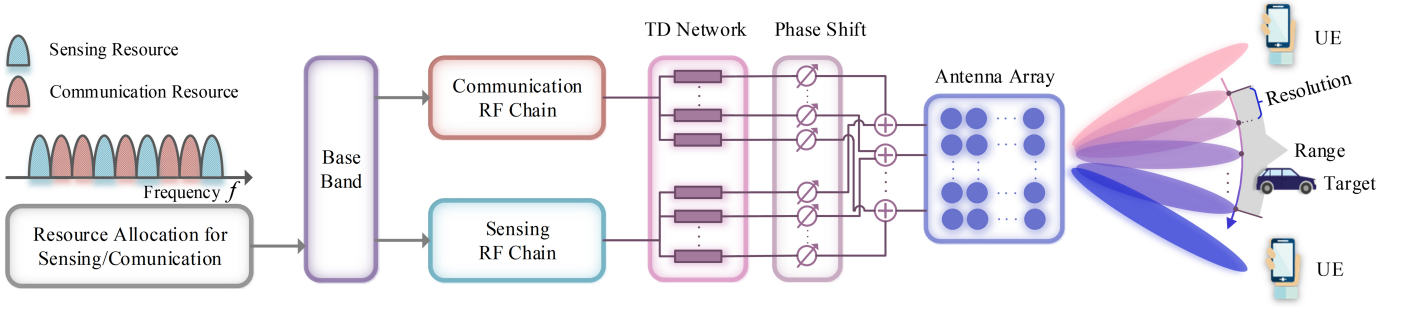 Sensing Resource
Communication Resource
Frequency f
Resource Allocation for
Sensing/Comunication
Base
Band
Communication
RF Chain
Sensing
RF Chain
TD Network
Phase Shift
Antenna Array
UE
Resolution
Range
Target
UE